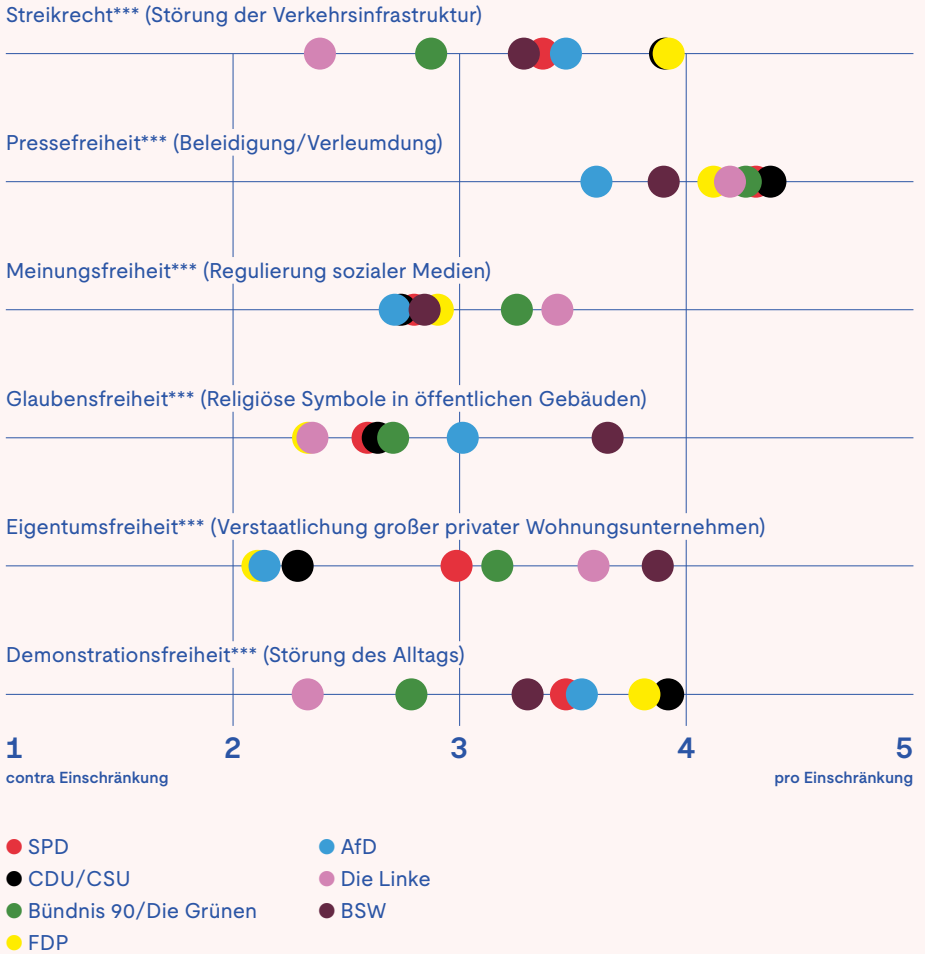 Streikrecht*** (Störung der Verkehrsinfrastruktur)
Pressefreiheit*** (Beleidigung/Verleumdung)
Meinungsfreiheit*** (Regulierung sozialer Medien)
Glaubensfreiheit*** (Religiöse Symbole in öffentlichen Gebäuden)
Eigentumsfreiheit*** (Verstaatlichung großer privater Wohnungsunternehmen)
Demonstrationsfreiheit*** (Störung des Alltags)
1 2 3 4 5
contra Einschränkung pro Einschränkung
SPD
CDU/CSU
Bündnis 90/Die Grünen
FDP
AfD
Die Linke
BSW